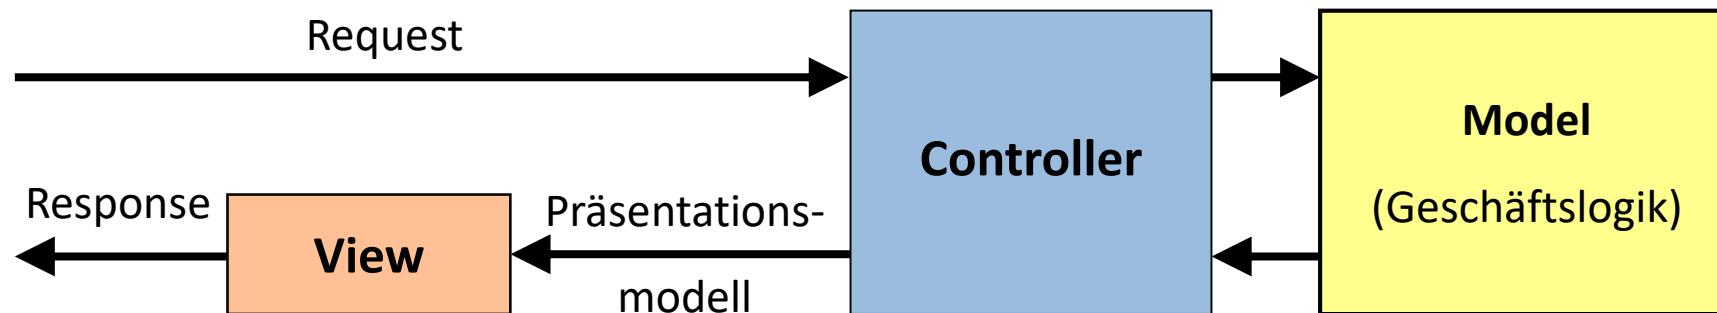 Request
Controller
Model
(Geschäftslogik)
Response
View
Präsentations-
modell